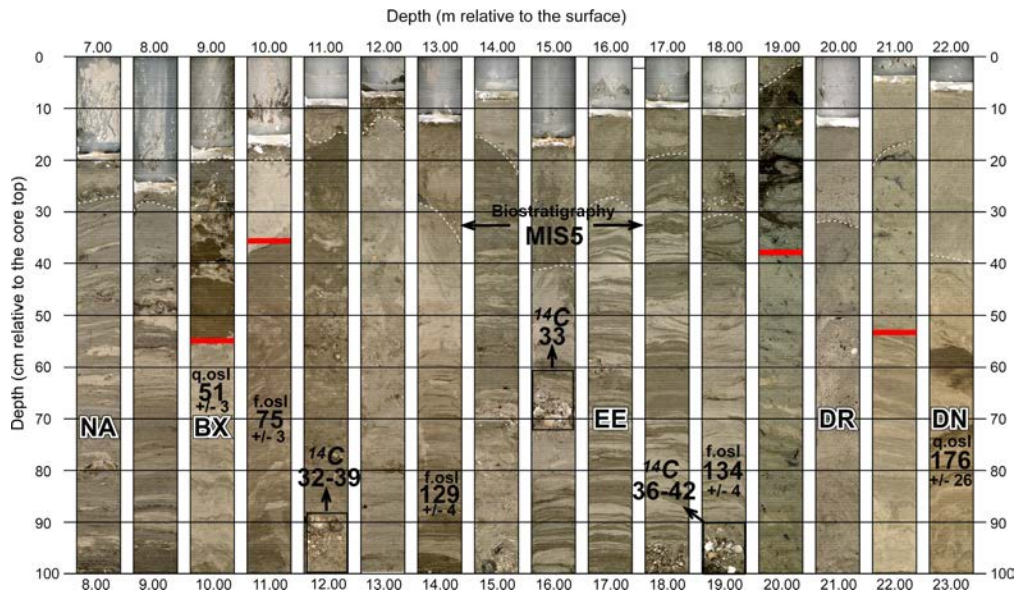 Depth (m relative to the surface)
7.00 8.00 9.00 10.00 11.00 12.00 13.00 14.00 15.00 16.00 17.00 18.00 19.00 20.00 21.00 22.00
Depth (cm relative to the core top)
0 0
10 10
20 20
30 30
40 40
50 50
60 60
70 70
80 80
90 90
100 100
Biostratigraphy
MIS5
14C
33
q.osl
51
+/- 3
BX
NA
f.osl
75
+/- 3
14C
32-39
f.osl
129
+/- 4
EE
14C
36-42
f.osl
134
+/- 4
DR
DN
q.osl
176
+/- 26
8.00 9.00 10.00 11.00 12.00 13.00 14.00 15.00 16.00 17.00 18.00 19.00 20.00 21.00 22.00 23.00